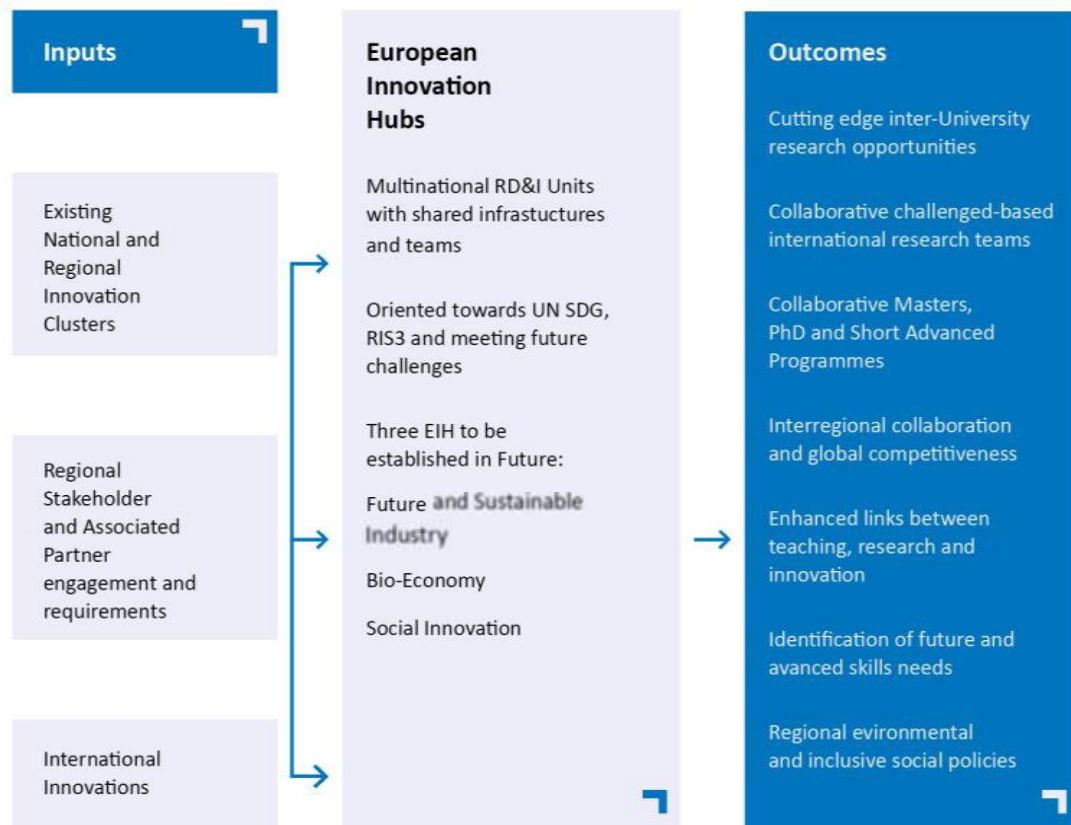 Inputs
Existing
National and
Regional
Innovation
Clusters
Regional
Stakeholder
and Associated
Partner
engagement and
requirements
International
Innovations
European
Innovation
Hubs
Multinational RD&I Units
with shared infrastuctures
and teams
Oriented towards UN SDG,
RIS3 and meeting future
challenges
Three EIH to be
established in Future:
Future and Sustainable
Industry
Bio-Economy
Social Innovation
Outcomes
Cutting edge inter-University
research opportunities
Collaborative challenged-based
international research teams
Collaborative Masters,
PhD and Short Advanced
Programmes
Interregional collaboration
and global competitiveness
Enhanced links between
teaching, research and
innovation
Identification of future and
avanced skills needs
Regional evironmental
and inclusive social policies